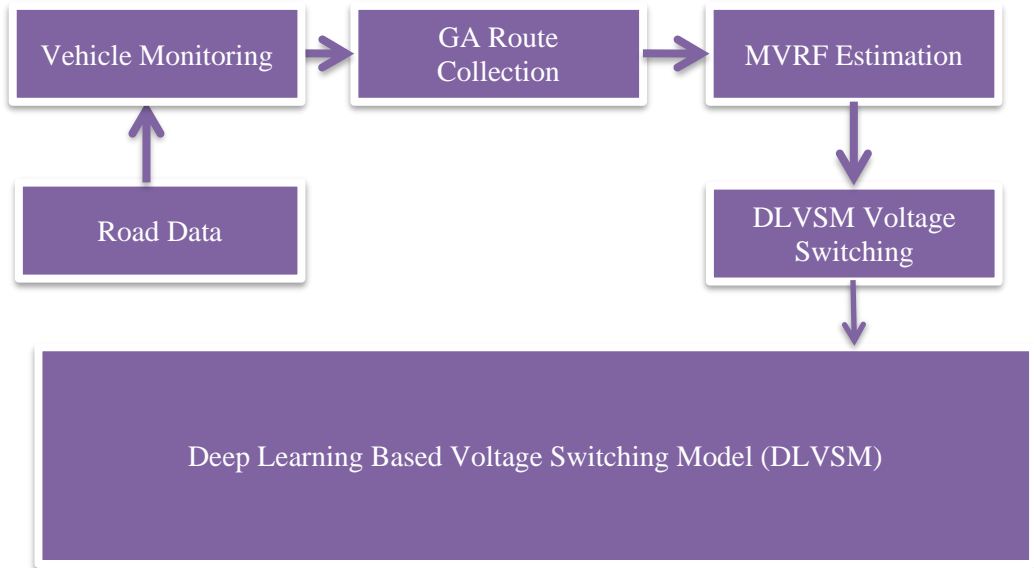 Vehicle Monitoring
GA Route
Collection
MVRF Estimation
Road Data
DLVSM Voltage
Switching
Deep Learning Based Voltage Switching Model (DLVSM)